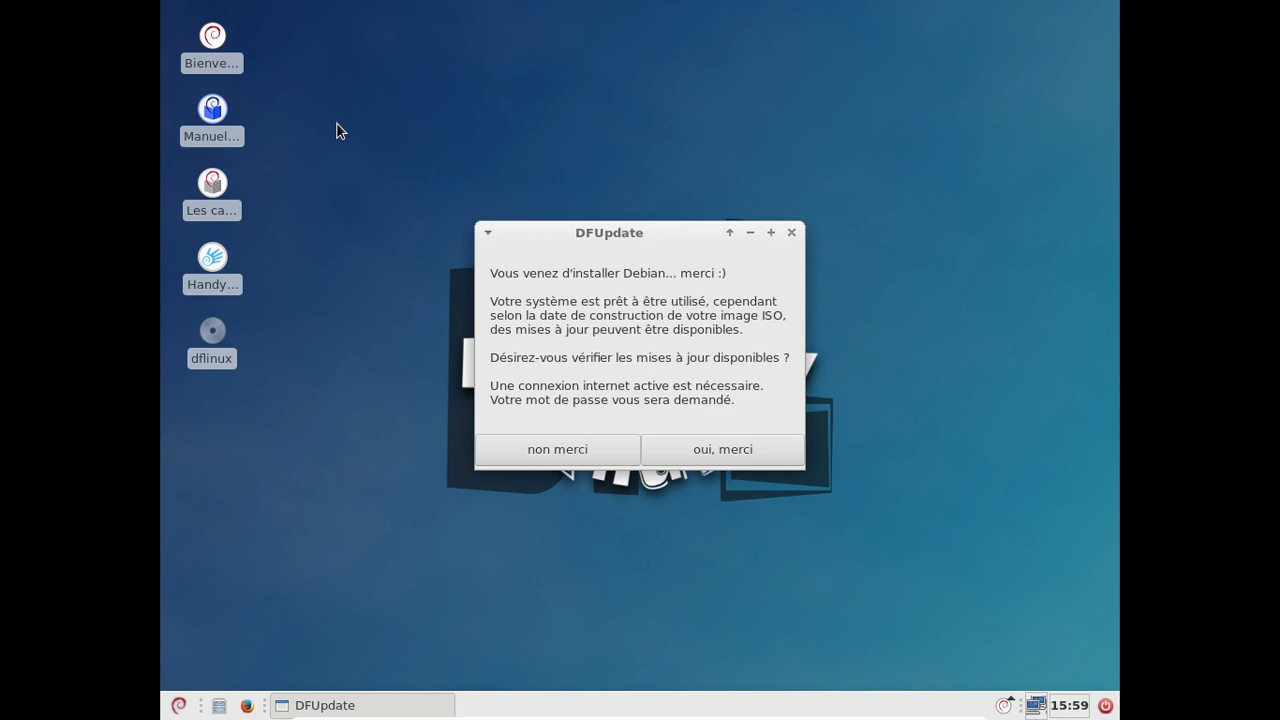 Bienve...
Manuel...
Les ca...
Handy...
dflinux
DFUpdate
Vous venez d'installer Debian... merci :)
Votre système est prêt à être utilisé, cependant
selon la date de construction de votre image ISO,
des mises à jour peuvent être disponibles.
Désirez-vous vérifier les mises à jour disponibles ?
Une connexion internet active est nécessaire.
Votre mot de passe vous sera demandé.
non merci
oui, merci
DFUpdate
15:59